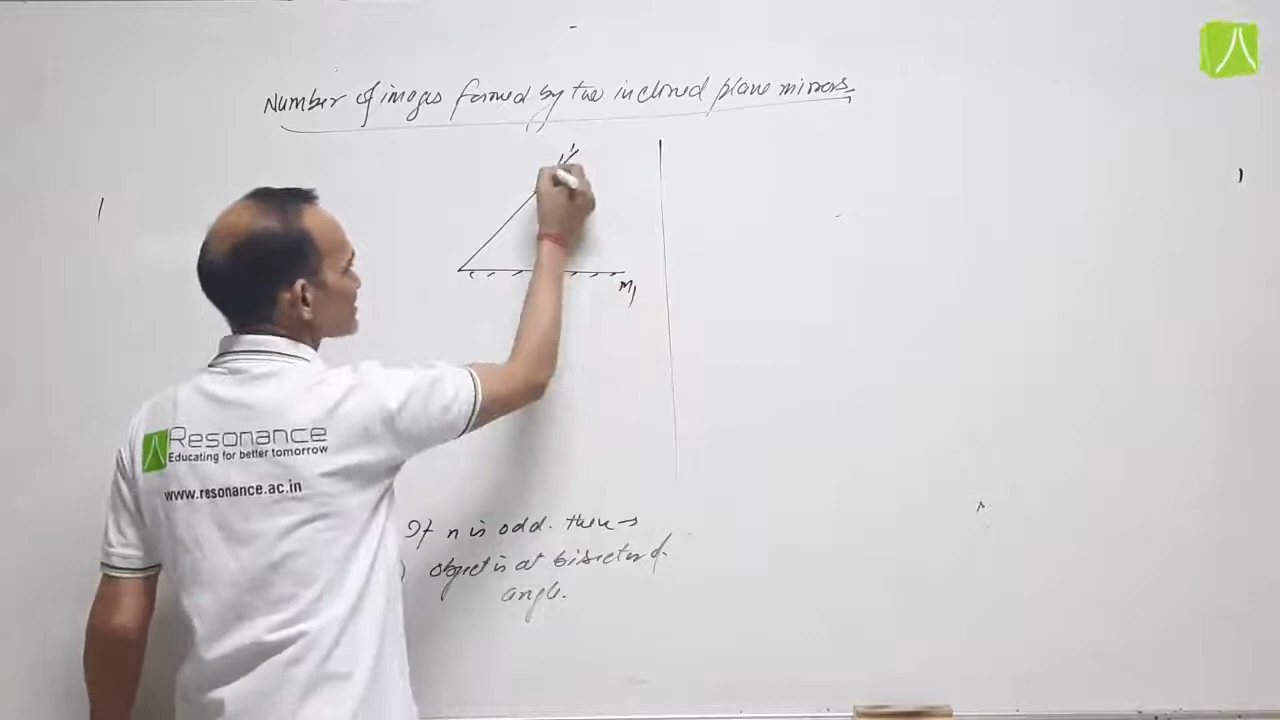 Number of images formed by two inclined plane mirrors
M1
Resonance
Educating for better tomorrow
www.resonance.ac.in
If n is odd. then →
object is at bisector of
angle.